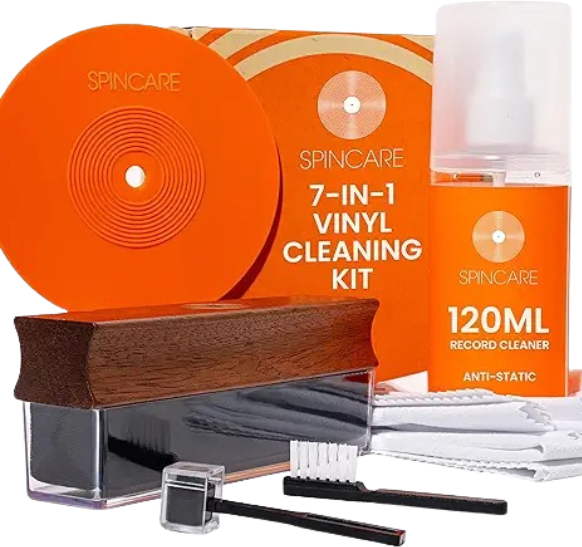 SPINCARE
SPINCARE
7-IN-1
VINYL
CLEANING
KIT
SPINCARE
120ML
RECORD CLEANER
ANTI-STATIC